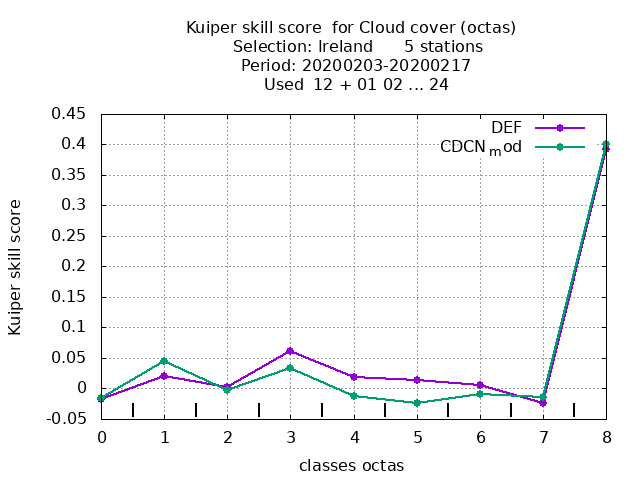 Kuiper skill score  for Cloud cover (octas)
Selection: Ireland      5 stations
Period: 20200203-20200217
Used  12 + 01 02 ... 24
DEF
CDCN_mod
Kuiper skill score
0.45
0.4
0.35
0.3
0.25
0.2
0.15
0.1
0.05
0
-0.05
0 1 2 3 4 5 6 7 8
classes octas